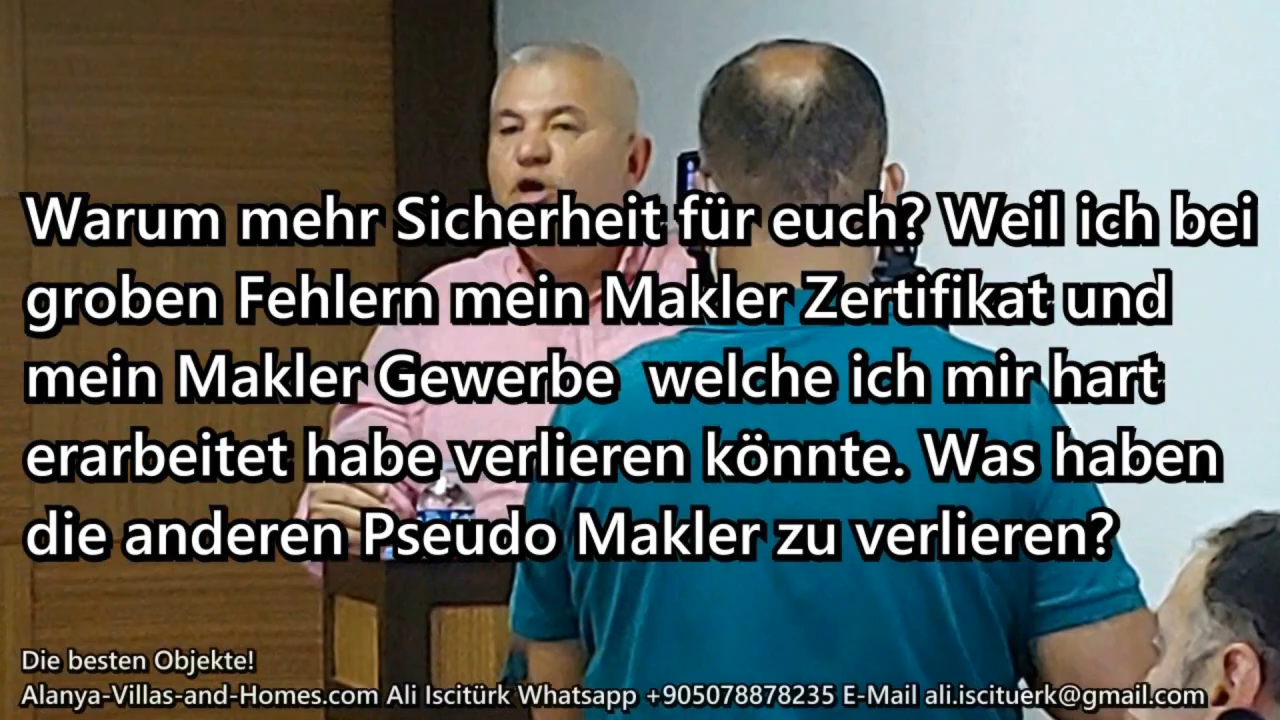 Warum mehr Sicherheit für euch? Weil ich bei
groben Fehlern mein Makler Zertifikat und
mein Makler Gewerbe welche ich mir hart
erarbeitet habe verlieren könnte. Was haben
die anderen Pseudo Makler zu verlieren?
Die besten Objekte!
Alanya-Villas-and-Homes.com Ali Iscitürk Whatsapp +905078878235 E-Mail ali.iscituerk@gmail.com